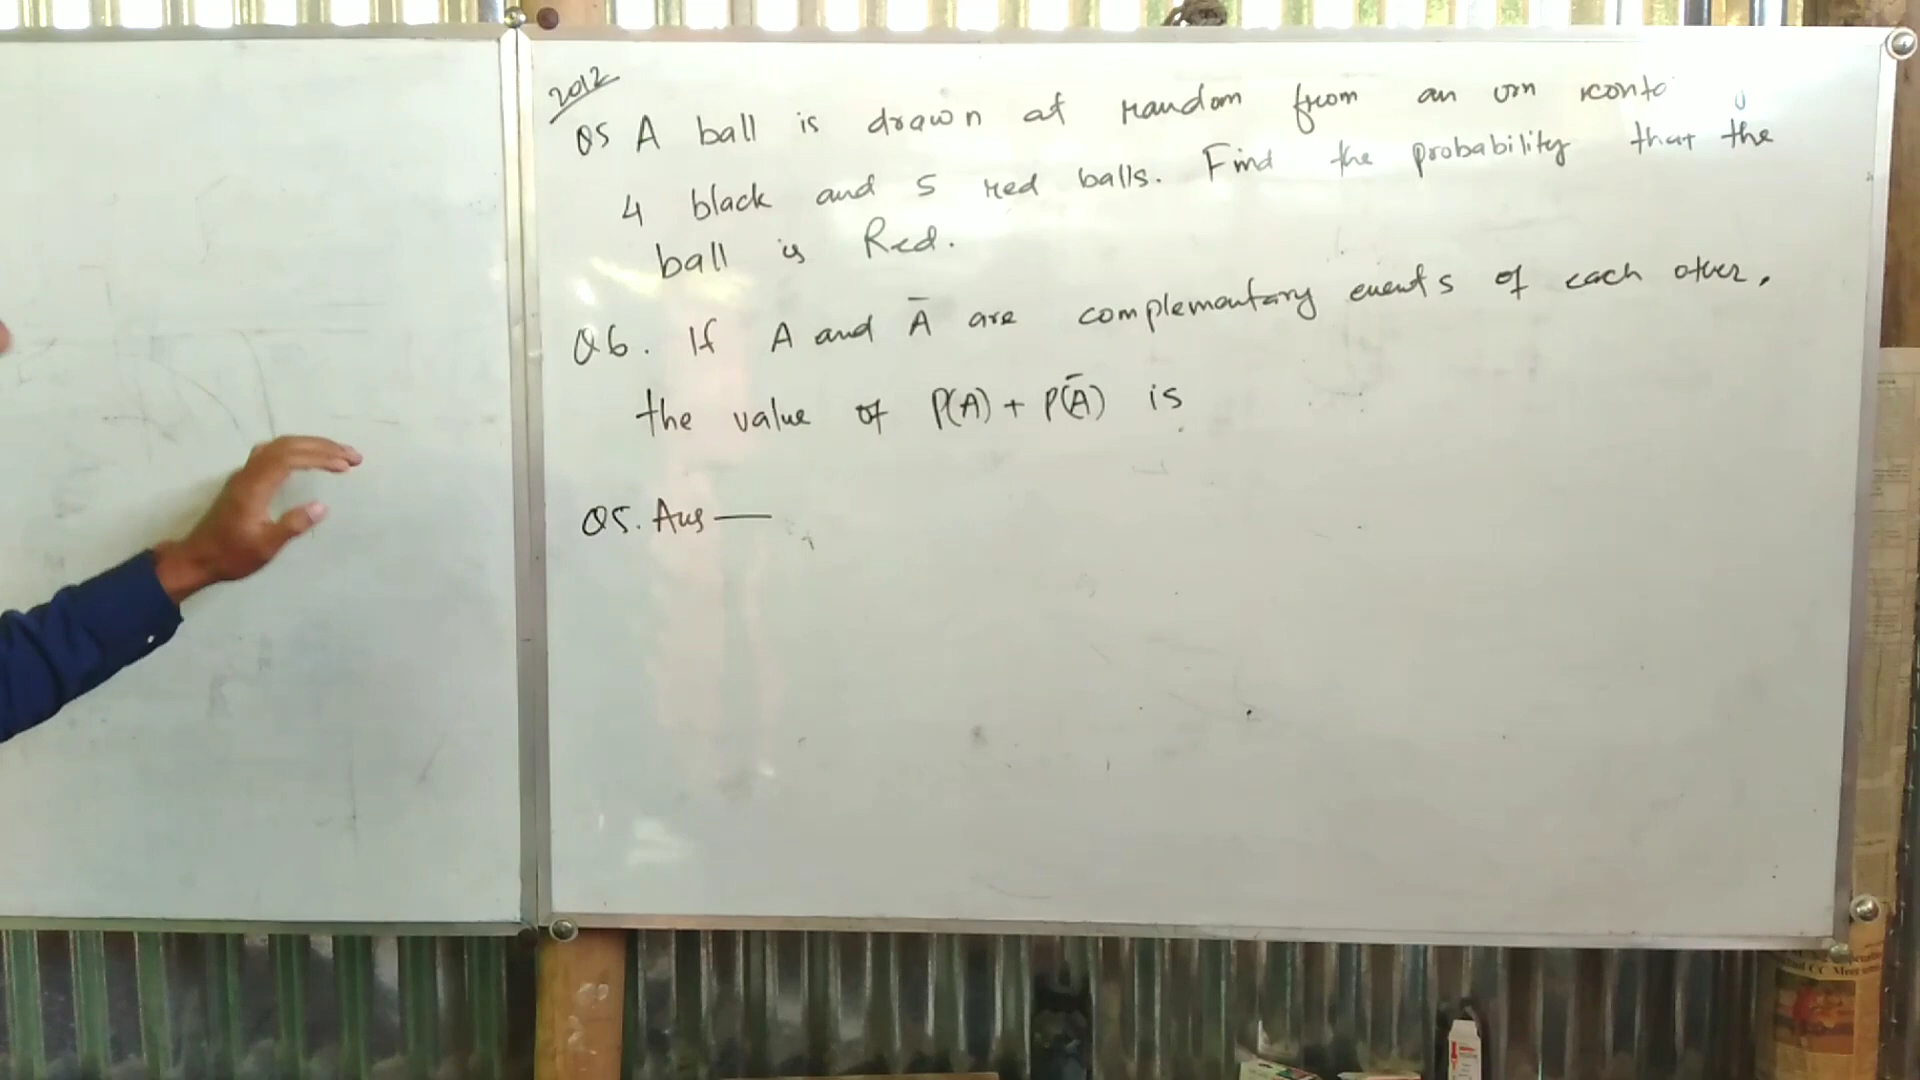 2012
Q5 A ball is drawn at random from an urn conta
4 black and 5 red balls. Find the probability that the
ball is Red.
Q6. If A and Ā are complementary events of each other,
the value of P(A) + P(Ā) is
Q5. Ans —